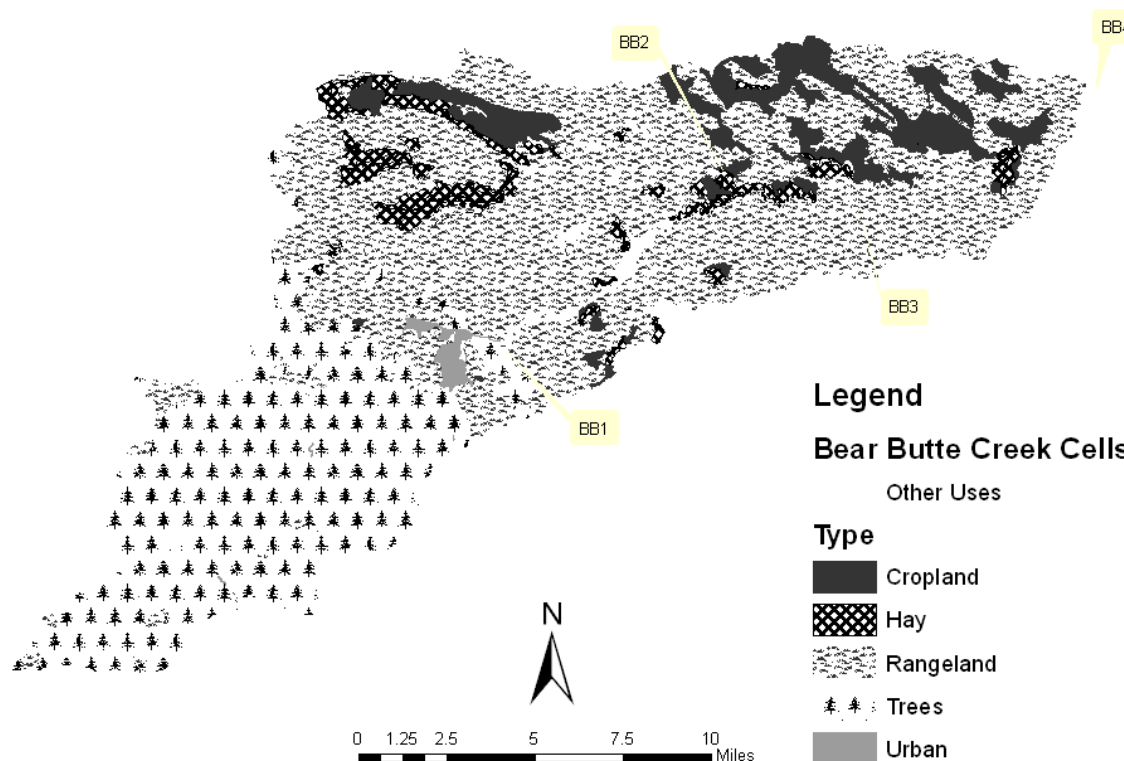 BB4
BB2
BB3
BB1
Legend
Bear Butte Creek Cells
Other Uses
Type
Cropland
Hay
Rangeland
Trees
Urban
N
0 1.25 2.5 5 7.5 10
Miles